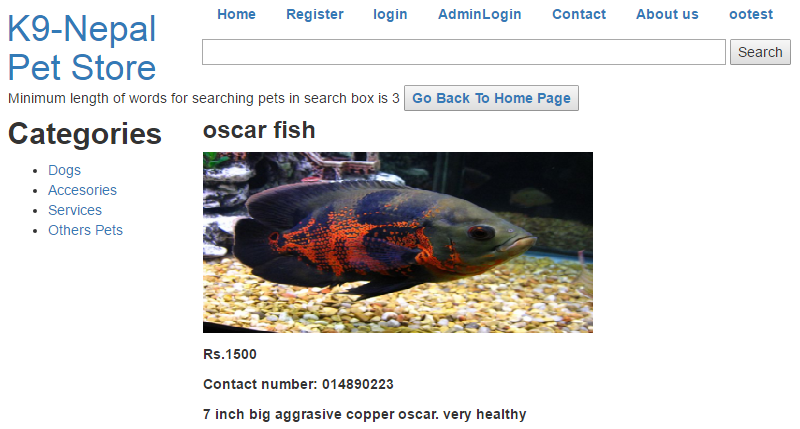 K9-Nepal
Pet Store
Home Register login AdminLogin Contact About us ootest
Search
Minimum length of words for searching pets in search box is 3 Go Back To Home Page
Categories
Dogs
Accesories
Services
Others Pets
oscar fish
Rs.1500
Contact number: 014890223
7 inch big aggrasive copper oscar. very healthy